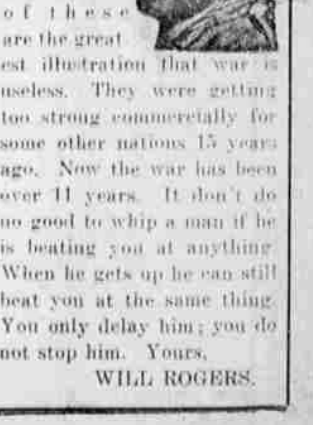 of these
are the great
est illustration that war is
useless. They were getting
too strong commercially for
some other nations 15 years
ago. Now the war has been
over 11 years. It don't do
no good to whip a man if he
is beating you at anything.
When he gets up he can still
beat you at the same thing.
You only delay him; you do
not stop him. Yours,
WILL ROGERS.